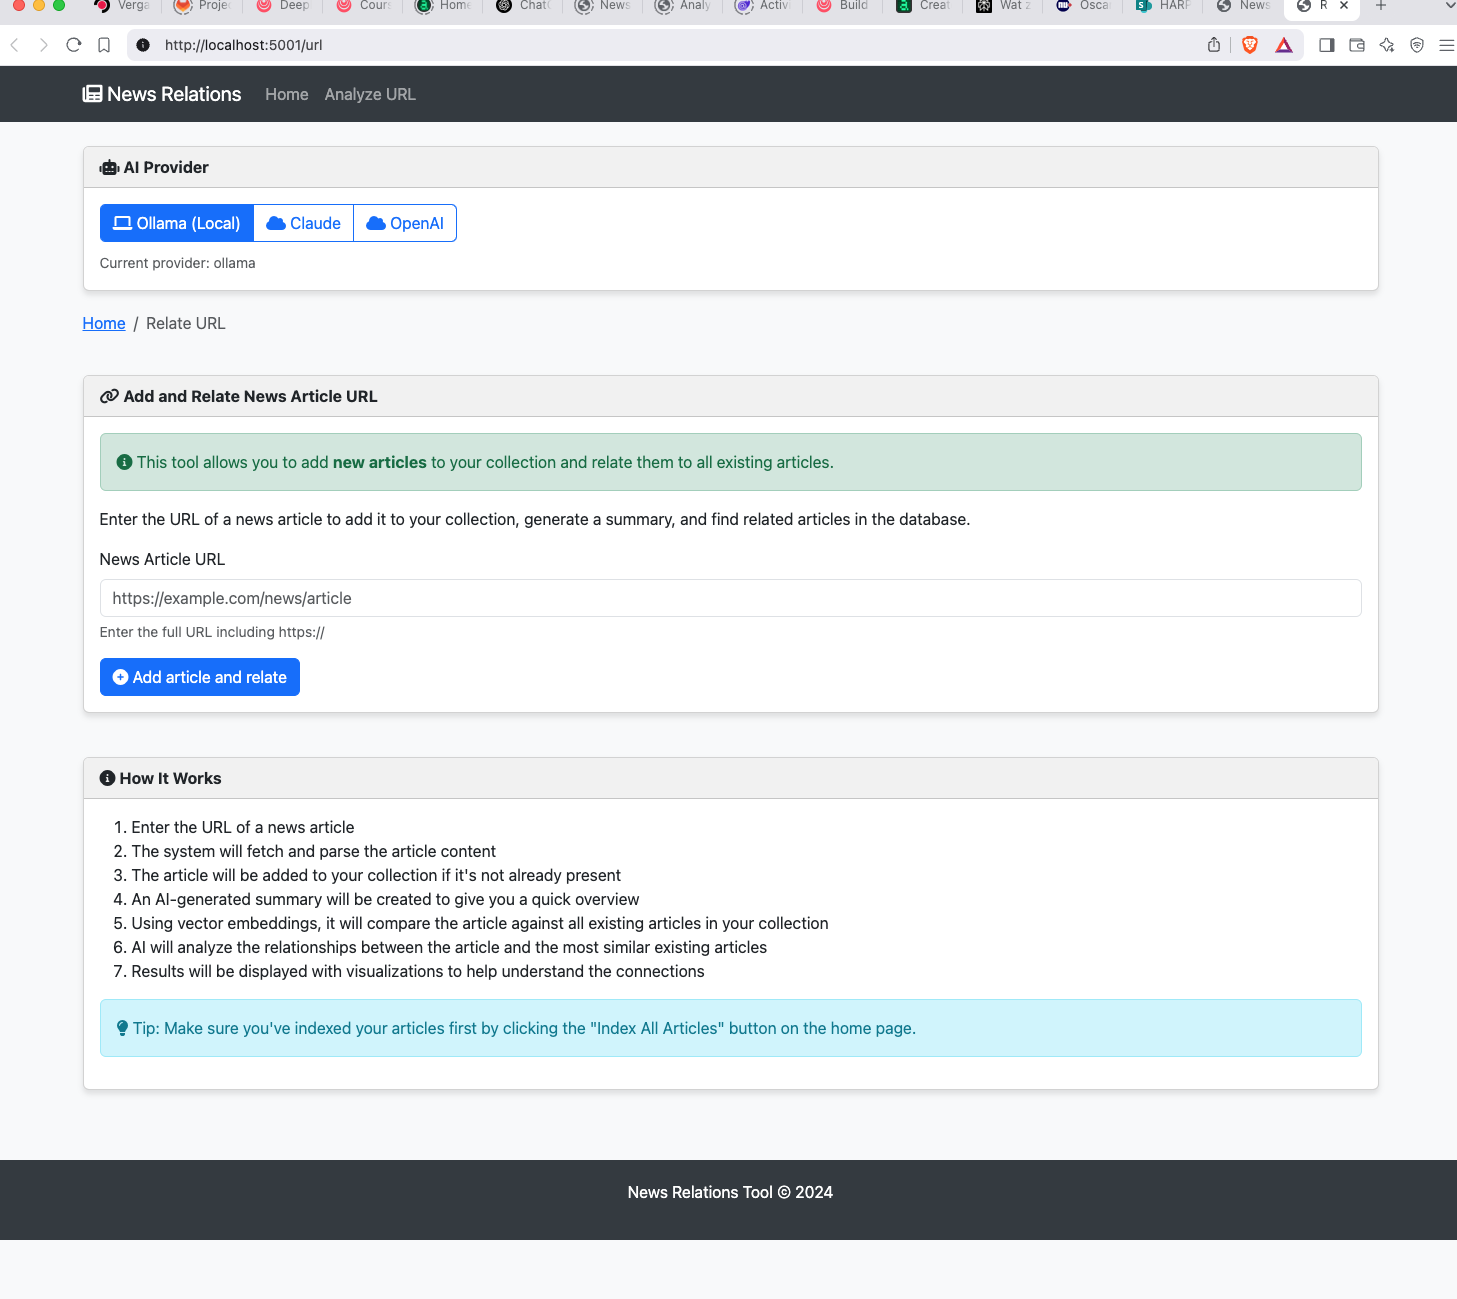 Verga
Proje
Deep
Cours
Home
Chat
News
Analy
Activi
Build
Creat
Wat z
Osca
HARP
News
R
http://localhost:5001/url
News Relations
Home
Analyze URL
AI Provider
Ollama (Local)
Claude
OpenAI
Current provider: ollama
Home / Relate URL
Add and Relate News Article URL
This tool allows you to add new articles to your collection and relate them to all existing articles.
Enter the URL of a news article to add it to your collection, generate a summary, and find related articles in the database.
News Article URL
https://example.com/news/article
Enter the full URL including https://
Add article and relate
How It Works
1. Enter the URL of a news article
2. The system will fetch and parse the article content
3. The article will be added to your collection if it's not already present
4. An AI-generated summary will be created to give you a quick overview
5. Using vector embeddings, it will compare the article against all existing articles in your collection
6. AI will analyze the relationships between the article and the most similar existing articles
7. Results will be displayed with visualizations to help understand the connections
Tip: Make sure you've indexed your articles first by clicking the "Index All Articles" button on the home page.
News Relations Tool © 2024